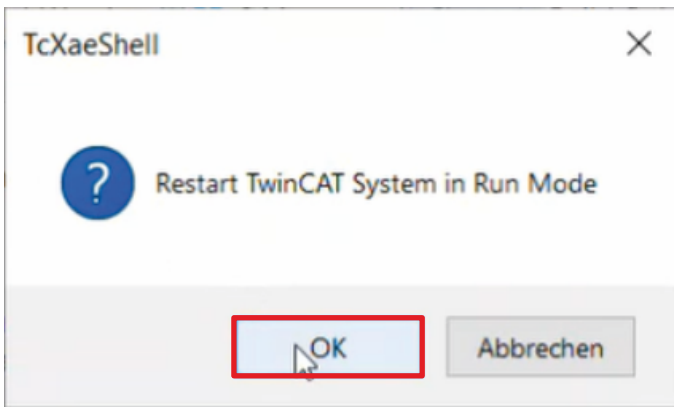 TcXaeShell
Restart TwinCAT System in Run Mode
OK
Abbrechen